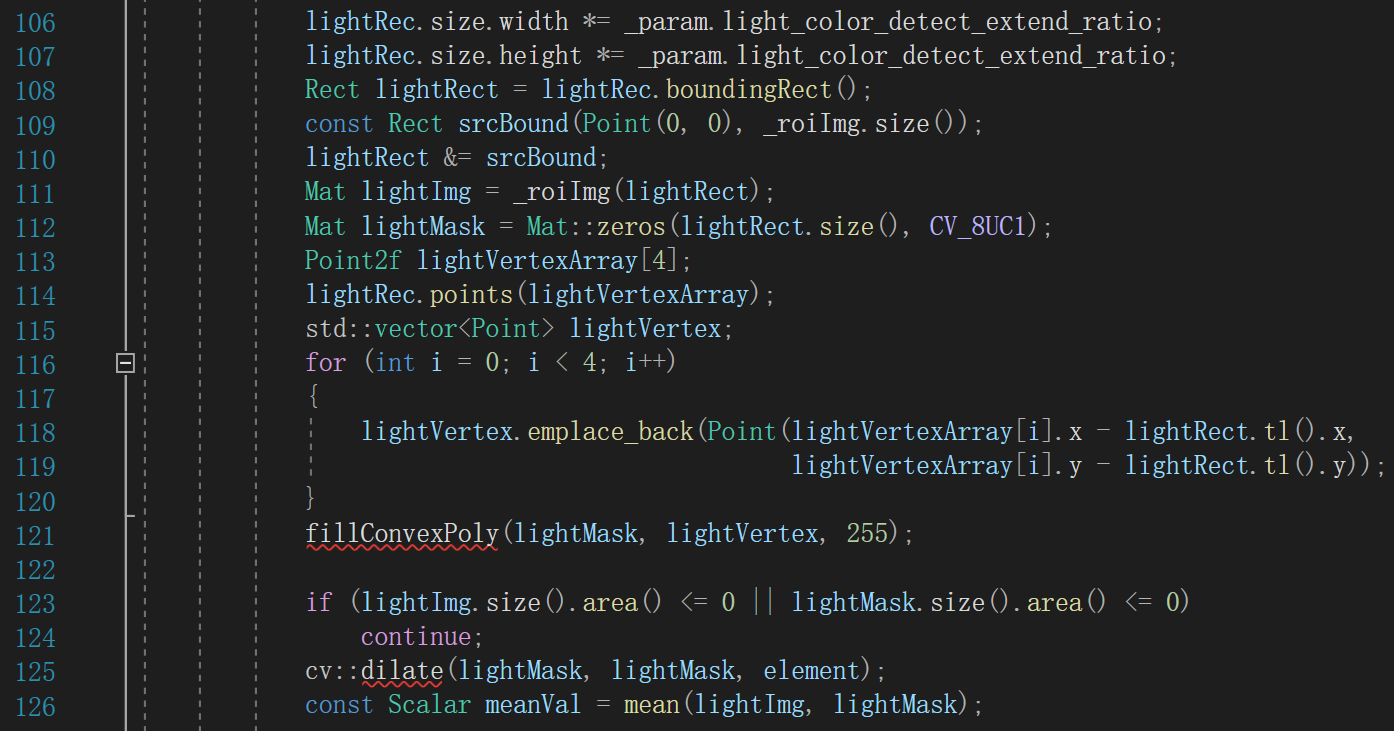 106 lightRec.size.width *= _param.light_color_detect_extend_ratio;
107 lightRec.size.height *= _param.light_color_detect_extend_ratio;
108 Rect lightRect = lightRec.boundingRect();
109 const Rect srcBound(Point(0, 0), _roiImg.size());
110 lightRect &= srcBound;
111 Mat lightImg = _roiImg(lightRect);
112 Mat lightMask = Mat::zeros(lightRect.size(), CV_8UC1);
113 Point2f lightVertexArray[4];
114 lightRec.points(lightVertexArray);
115 std::vector<Point> lightVertex;
116 for (int i = 0; i < 4; i++)
117 {
118 lightVertex.emplace_back(Point(lightVertexArray[i].x - lightRect.tl().x,
119 lightVertexArray[i].y - lightRect.tl().y));
120 }
121 fillConvexPoly(lightMask, lightVertex, 255);
122
123 if (lightImg.size().area() <= 0 || lightMask.size().area() <= 0)
124 continue;
125 cv::dilate(lightMask, lightMask, element);
126 const Scalar meanVal = mean(lightImg, lightMask);